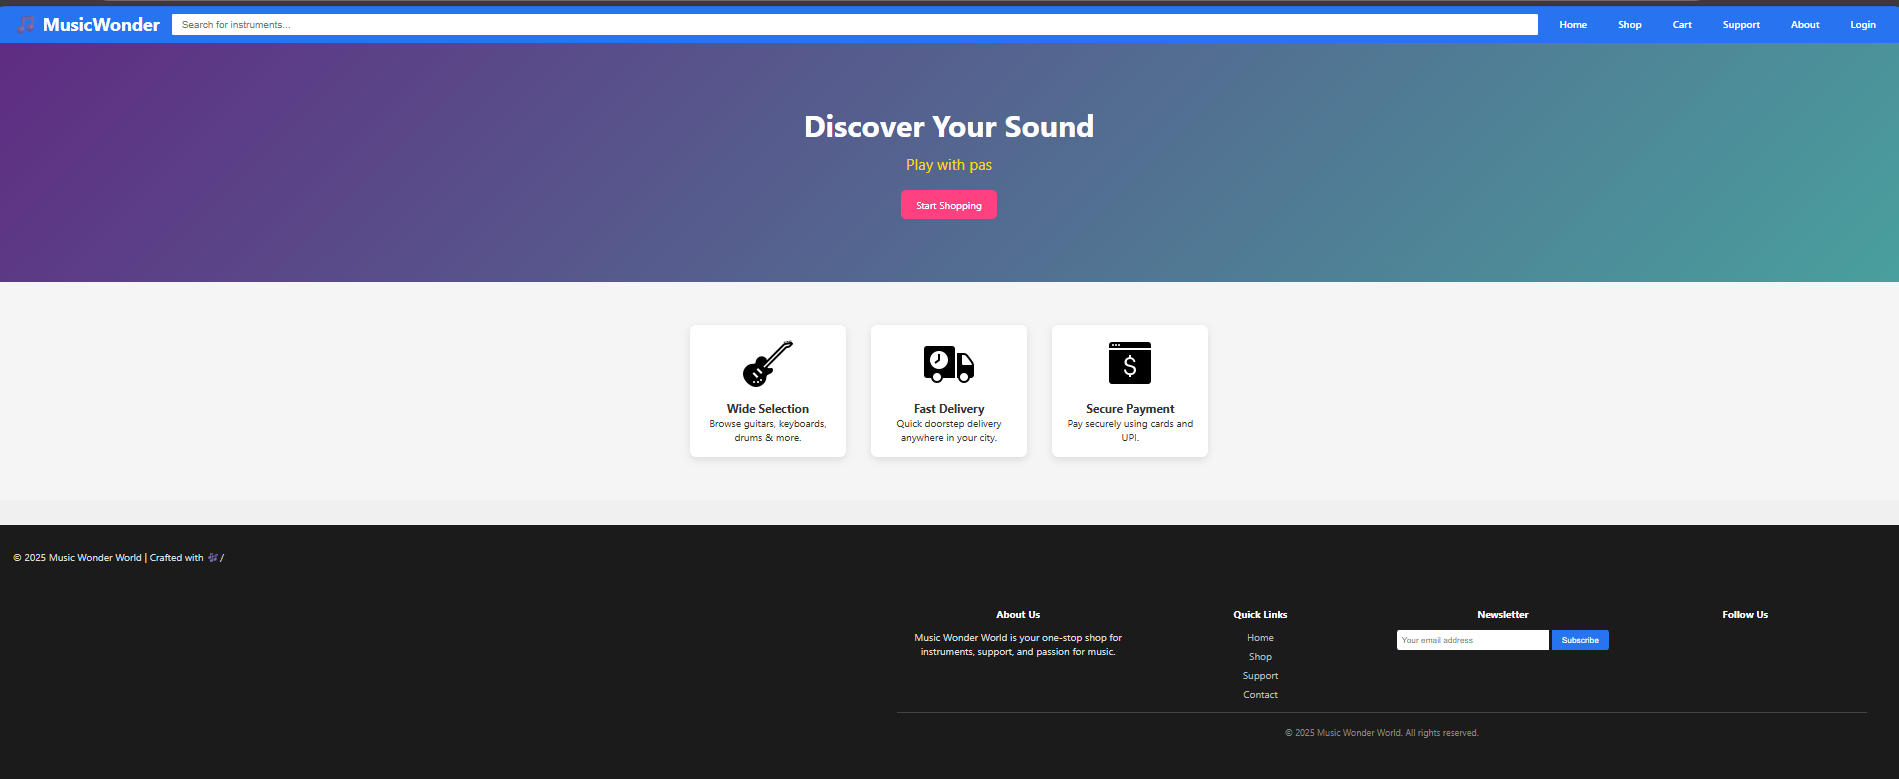 MusicWonder
Search for instruments...
Home
Shop
Cart
Support
About
Login
Discover Your Sound
Play with pas
Start Shopping
Wide Selection
Browse guitars, keyboards,
drums & more.
Fast Delivery
Quick doorstep delivery
anywhere in your city.
Secure Payment
Pay securely using cards and
UPI.
© 2025 Music Wonder World | Crafted with 🎶 /
About Us
Music Wonder World is your one-stop shop for
instruments, support, and passion for music.
Quick Links
Home
Shop
Support
Contact
Newsletter
Your email address
Subscribe
Follow Us
© 2025 Music Wonder World. All rights reserved.